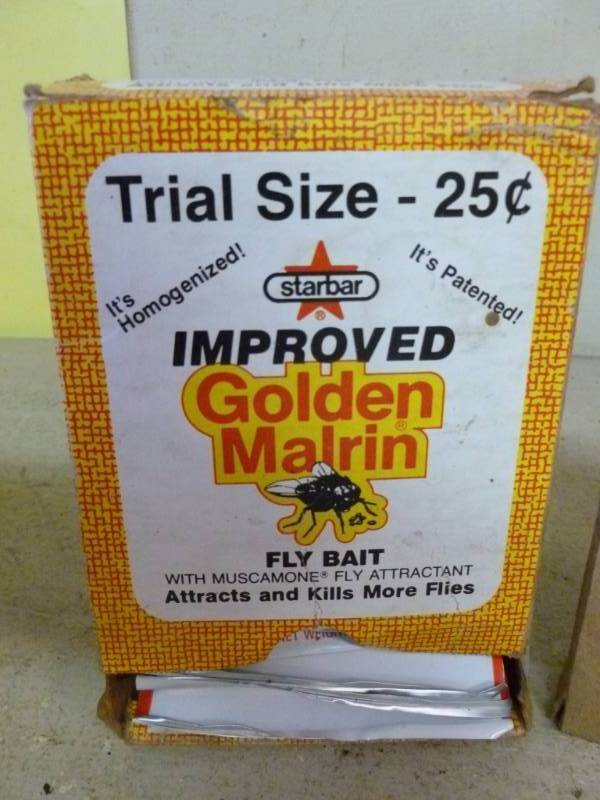 Trial Size - 25¢
It's
Homogenized!
It's Patented!
starbar
®
IMPROVED
Golden
Malrin®
FLY BAIT
WITH MUSCAMONE® FLY ATTRACTANT
Attracts and Kills More Flies